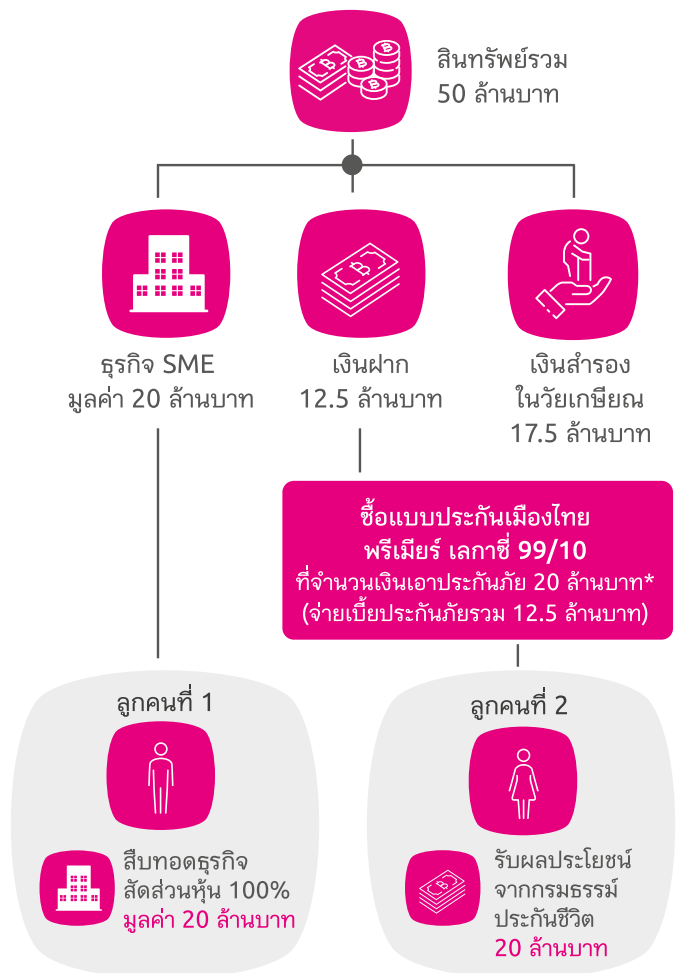 สินทรัพย์รวม
50 ล้านบาท
ธุรกิจ SME
มูลค่า 20 ล้านบาท
เงินฝาก
12.5 ล้านบาท
เงินสำรอง
ในวัยเกษียณ
17.5 ล้านบาท
ซื้อแบบประกันเมืองไทย
พรีเมียร์ เลกาซี่ 99/10
ที่จำนวนเงินเอาประกันภัย 20 ล้านบาท*
(จ่ายเบี้ยประกันภัยรวม 12.5 ล้านบาท)
ลูกคนที่ 1
สืบทอดธุรกิจ
สัดส่วนหุ้น 100%
มูลค่า 20 ล้านบาท
ลูกคนที่ 2
รับผลประโยชน์
จากกรมธรรม์
ประกันชีวิต
20 ล้านบาท